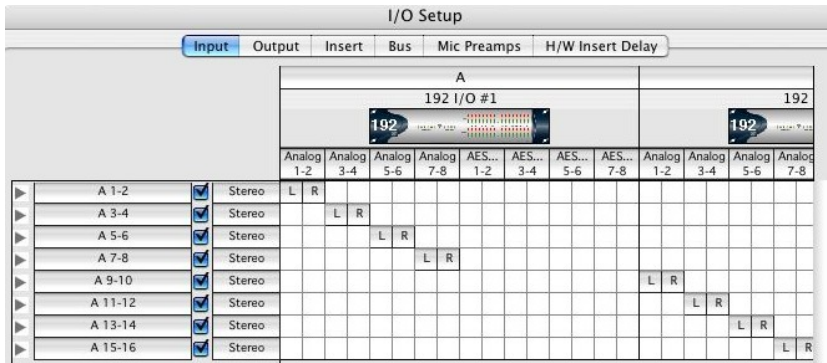 I/O Setup
Input Output Insert Bus Mic Preamps H/W Insert Delay
A
192 I/O #1 192
192 192
Analog Analog Analog Analog AES... AES... AES... AES... Analog Analog Analog Analog
1-2 3-4 5-6 7-8 1-2 3-4 5-6 7-8 1-2 3-4 5-6 7-8
A 1-2 Stereo L R
A 3-4 Stereo L R
A 5-6 Stereo L R
A 7-8 Stereo L R
A 9-10 Stereo L R
A 11-12 Stereo L R
A 13-14 Stereo L R
A 15-16 Stereo L R